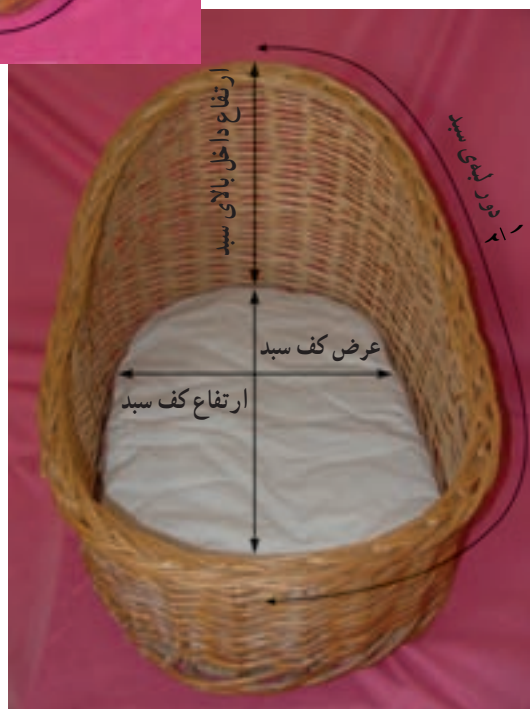 ارتفاع داخل بالای سبد
۱/۲ دور لبه‌ی سبد
عرض کف سبد
ارتفاع کف سبد